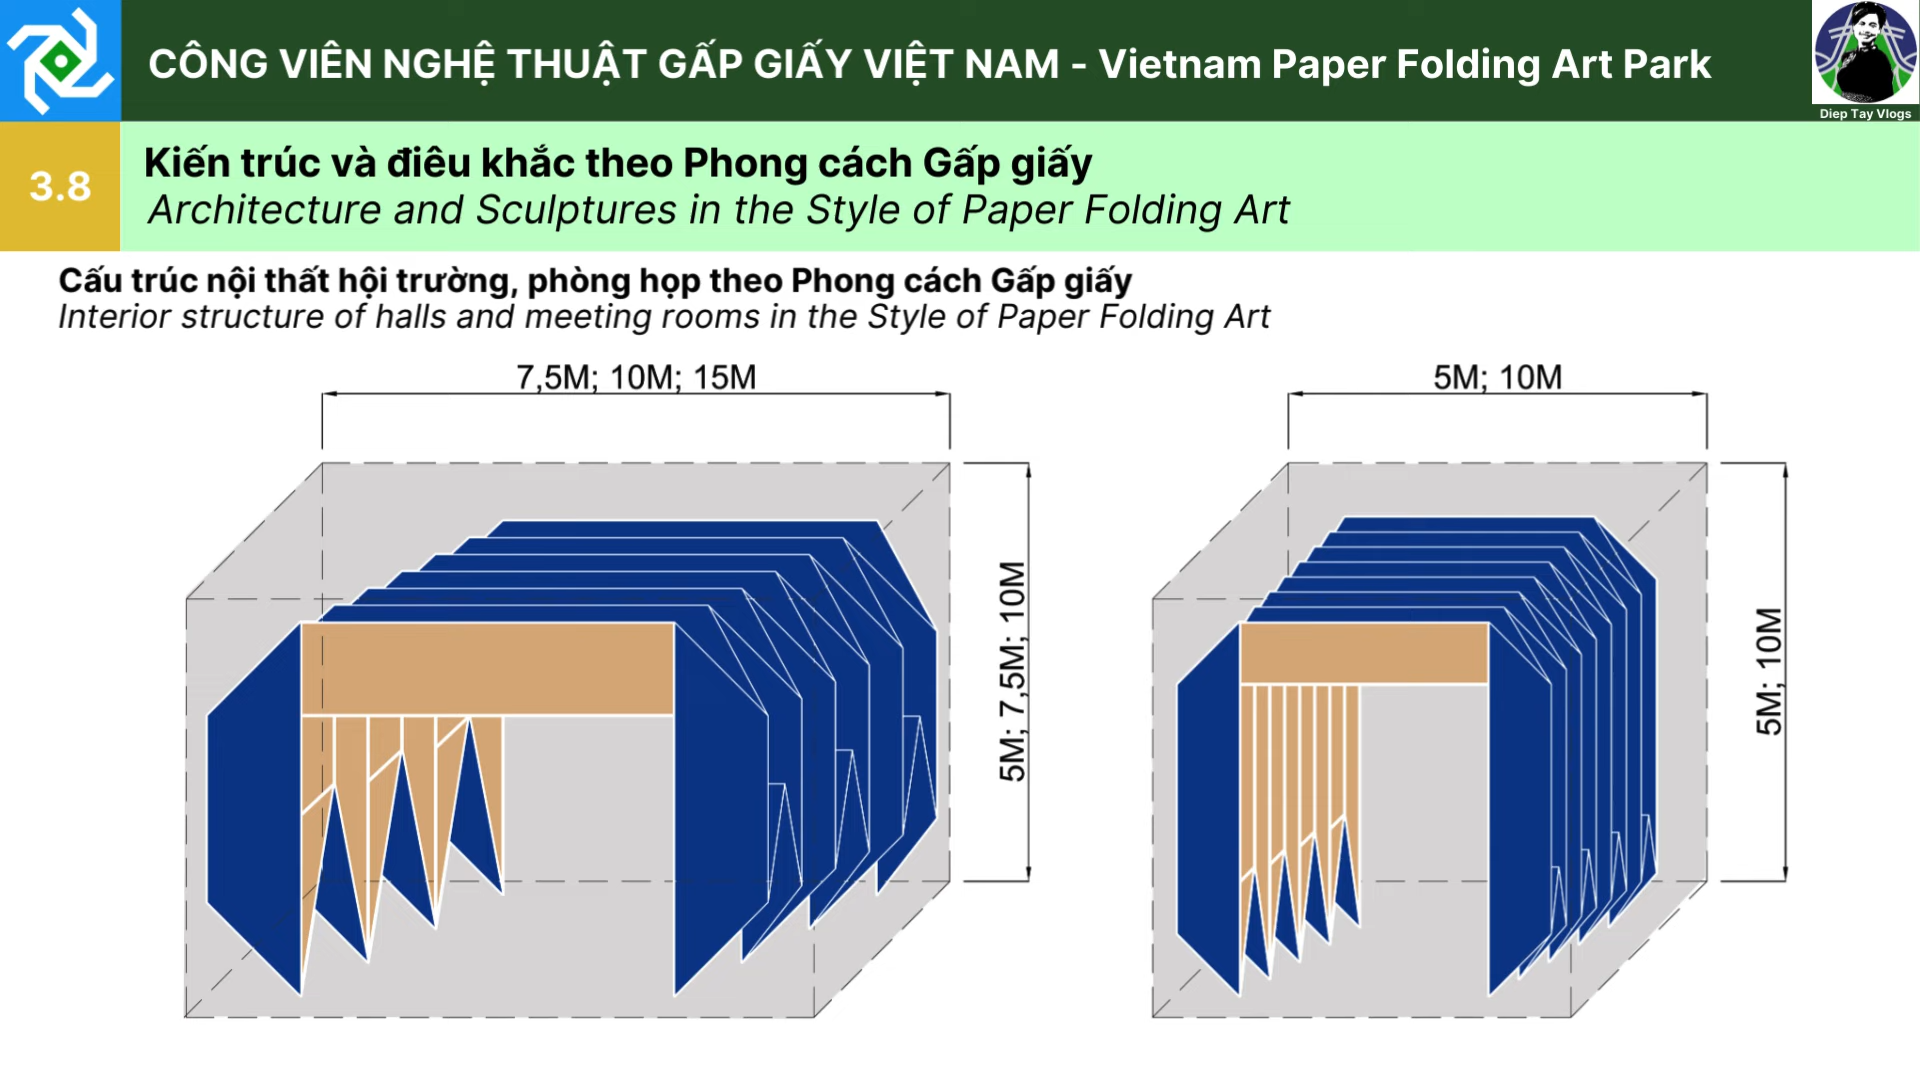 CÔNG VIÊN NGHỆ THUẬT GẤP GIẤY VIỆT NAM - Vietnam Paper Folding Art Park
Diep Tay Vlogs
3.8
Kiến trúc và điêu khắc theo Phong cách Gấp giấy
Architecture and Sculptures in the Style of Paper Folding Art
Cấu trúc nội thất hội trường, phòng họp theo Phong cách Gấp giấy
Interior structure of halls and meeting rooms in the Style of Paper Folding Art
7,5M; 10M; 15M
5M; 7,5M; 10M
5M; 10M
5M; 10M